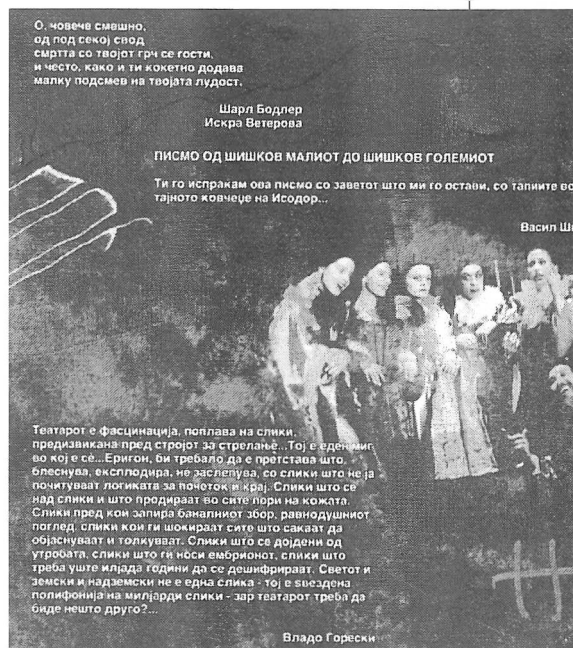 О, човече смешно,
од под секој свод
смртта со твојот грч се гости,
и често, како и ти кокетно додава
малку подсмев на твојата лудост.
Шарл Бодлер
Искра Ветерова
ПИСМО ОД ШИШКОВ МАЛИОТ ДО ШИШКОВ ГОЛЕМИОТ
Ти го испраќам ова писмо со заветот што ми го остави, со тапиите во
тајното ковчеџе на Исодор...
Васил Ши
Театарот е фасцинација, поплава на слики,
предизвикана пред стројот за стрелање...Тој е еден миг
во кој е сè...Еригон, би требало да е претстава што
блеснува, експлодира, не заслепува, со слики што не ја
почитуваат логиката за почеток и крај. Слики што се
над слики и што продираат во сите пори на кожата.
Слики пред кои запира баналниот збор, рамнодушниот
поглед, слики кои ги шокираат сите што сакаат да
објаснуваат и толкуваат. Слики што се дојдени од
утробата, слики што ги носи ембрионот, слики што
треба уште илјада години да се дешифрираат. Светот и
земски и надземски не е една слика - тој е ѕвездена
полифонија на милјарди слики - зар театарот треба да
биде нешто друго?...
Владо Горески